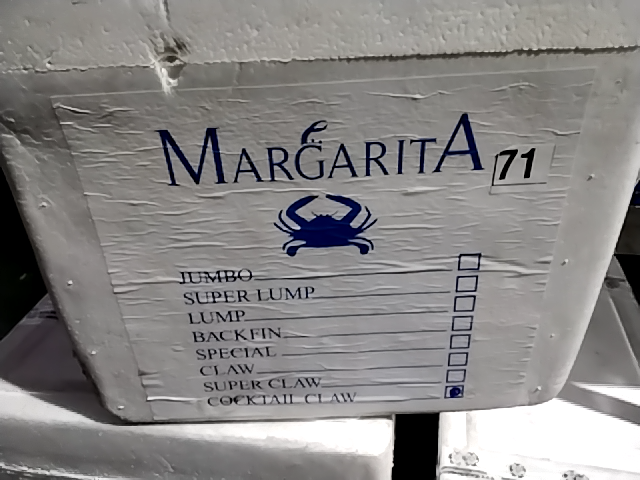 MARGARITA 71
JUMBO
SUPER LUMP
LUMP
BACKFIN
SPECIAL
CLAW
SUPER CLAW
COCKTAIL CLAW